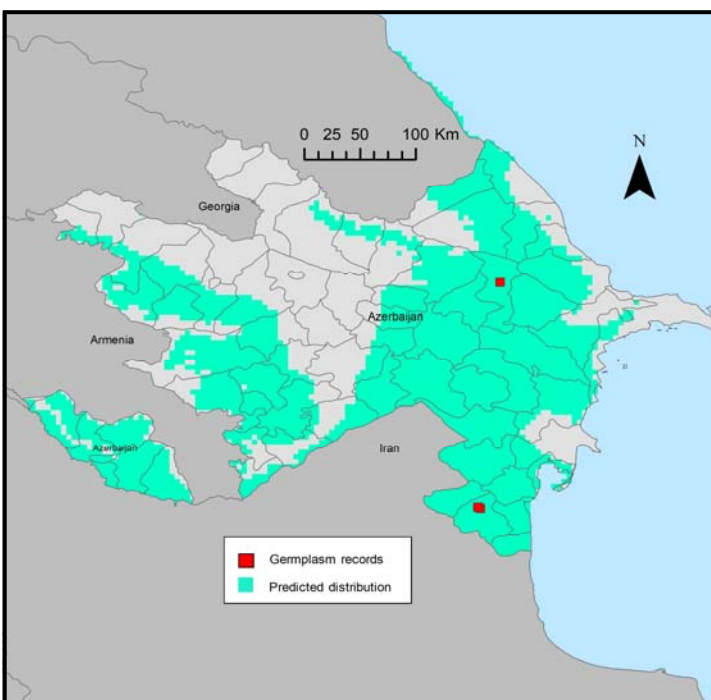 0 25 50 100 Km
N
Georgia
Azerbaijan
Armenia
Azerbaijan
Iran
Germplasm records
Predicted distribution